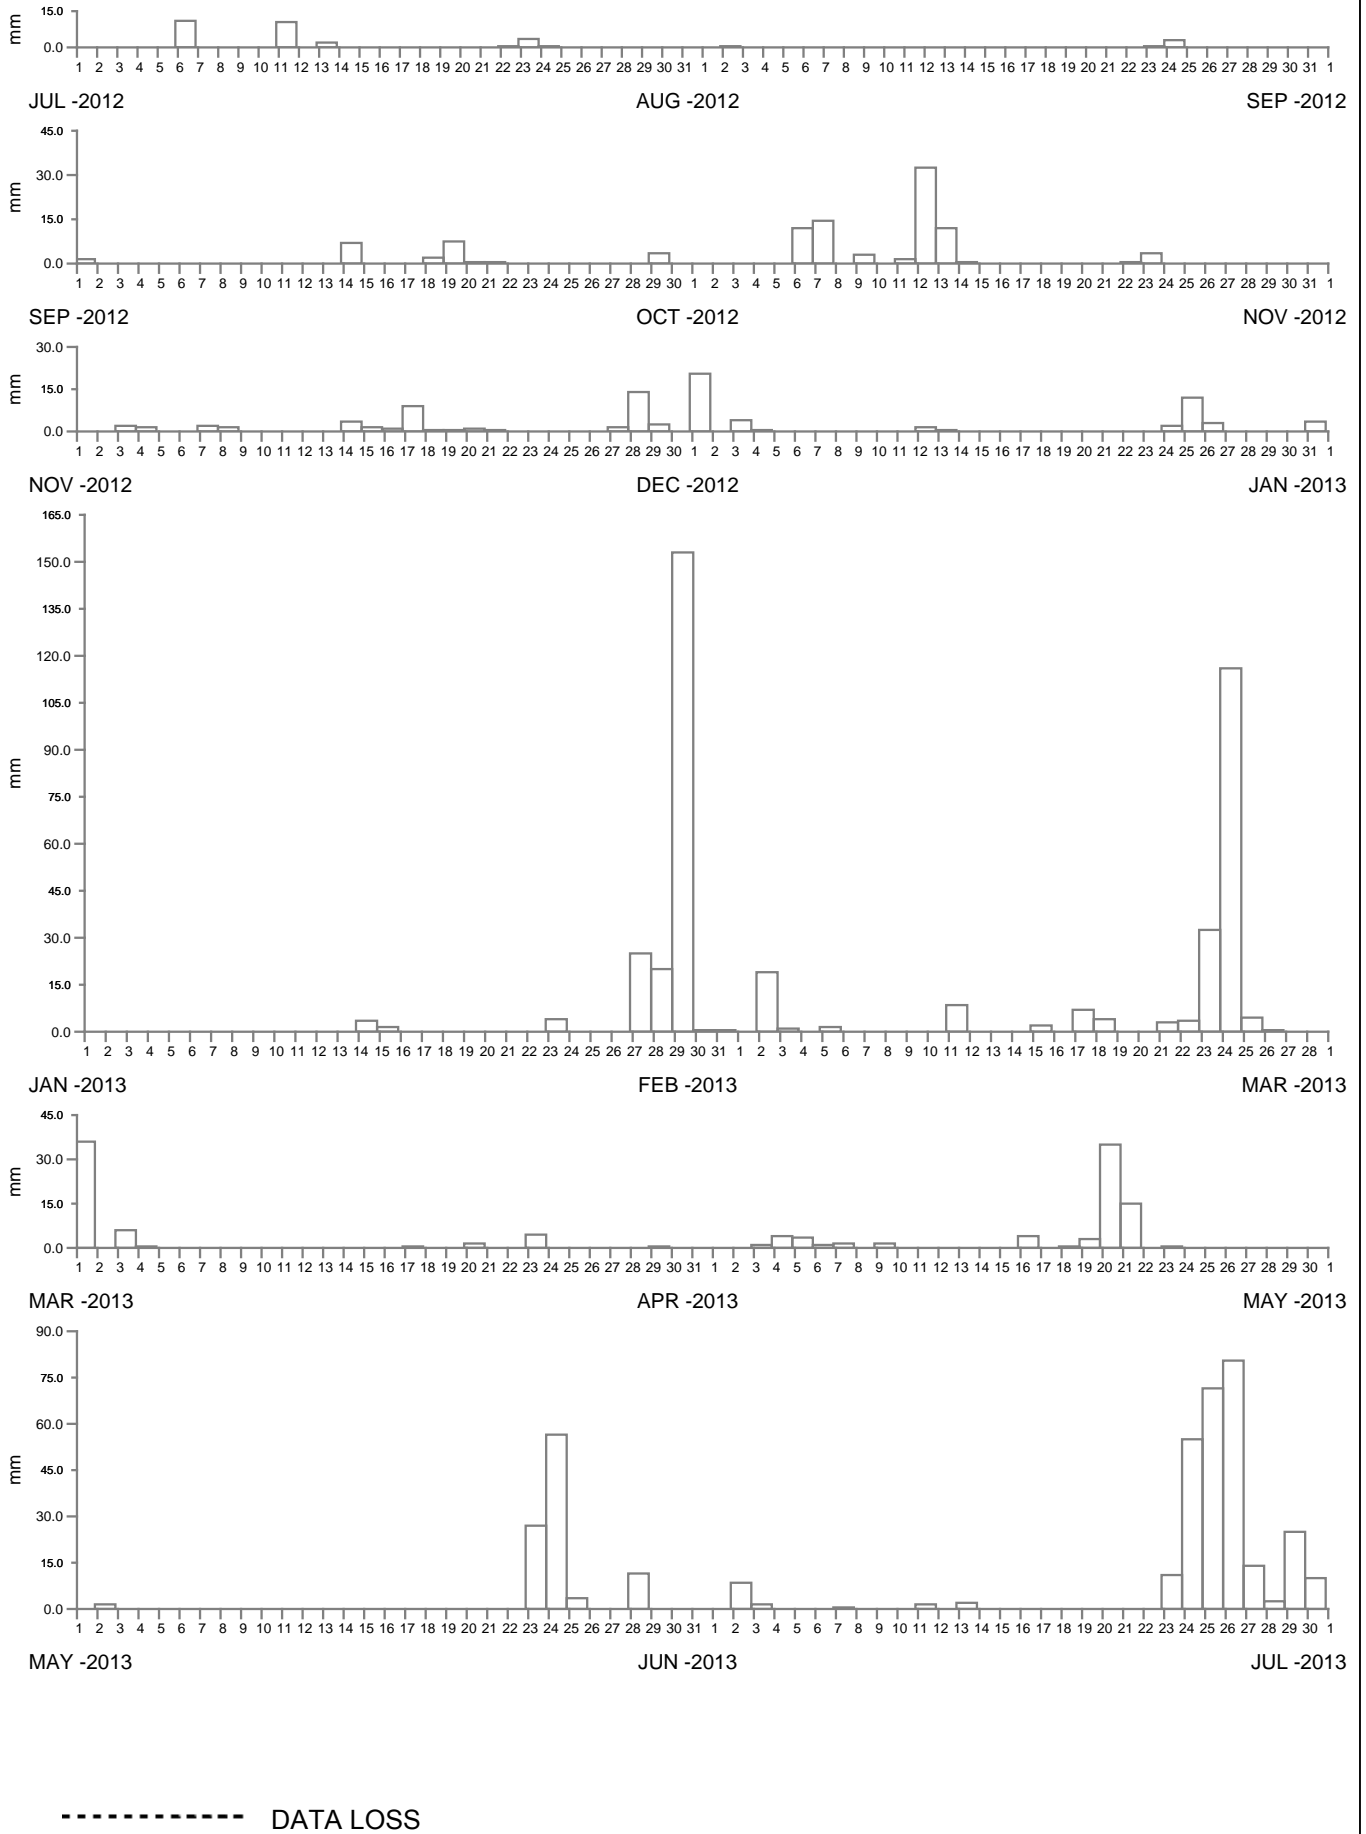 15.0
mm
0.0
1 2 3 4 5 6 7 8 9 10 11 12 13 14 15 16 17 18 19 20 21 22 23 24 25 26 27 28 29 30 31 1 2 3 4 5 6 7 8 9 10 11 12 13 14 15 16 17 18 19 20 21 22 23 24 25 26 27 28 29 30 31 1
JUL -2012 AUG -2012 SEP -2012
45.0
30.0
mm
15.0
0.0
1 2 3 4 5 6 7 8 9 10 11 12 13 14 15 16 17 18 19 20 21 22 23 24 25 26 27 28 29 30 1 2 3 4 5 6 7 8 9 10 11 12 13 14 15 16 17 18 19 20 21 22 23 24 25 26 27 28 29 30 31 1
SEP -2012 OCT -2012 NOV -2012
30.0
mm
15.0
0.0
1 2 3 4 5 6 7 8 9 10 11 12 13 14 15 16 17 18 19 20 21 22 23 24 25 26 27 28 29 30 1 2 3 4 5 6 7 8 9 10 11 12 13 14 15 16 17 18 19 20 21 22 23 24 25 26 27 28 29 30 31 1
NOV -2012 DEC -2012 JAN -2013
165.0
150.0
135.0
120.0
105.0
90.0
mm
75.0
60.0
45.0
30.0
15.0
0.0
1 2 3 4 5 6 7 8 9 10 11 12 13 14 15 16 17 18 19 20 21 22 23 24 25 26 27 28 29 30 31 1 2 3 4 5 6 7 8 9 10 11 12 13 14 15 16 17 18 19 20 21 22 23 24 25 26 27 28 1
JAN -2013 FEB -2013 MAR -2013
45.0
30.0
mm
15.0
0.0
1 2 3 4 5 6 7 8 9 10 11 12 13 14 15 16 17 18 19 20 21 22 23 24 25 26 27 28 29 30 31 1 2 3 4 5 6 7 8 9 10 11 12 13 14 15 16 17 18 19 20 21 22 23 24 25 26 27 28 29 30 1
MAR -2013 APR -2013 MAY -2013
90.0
75.0
60.0
mm
45.0
30.0
15.0
0.0
1 2 3 4 5 6 7 8 9 10 11 12 13 14 15 16 17 18 19 20 21 22 23 24 25 26 27 28 29 30 31 1 2 3 4 5 6 7 8 9 10 11 12 13 14 15 16 17 18 19 20 21 22 23 24 25 26 27 28 29 30 1
MAY -2013 JUN -2013 JUL -2013
DATA LOSS